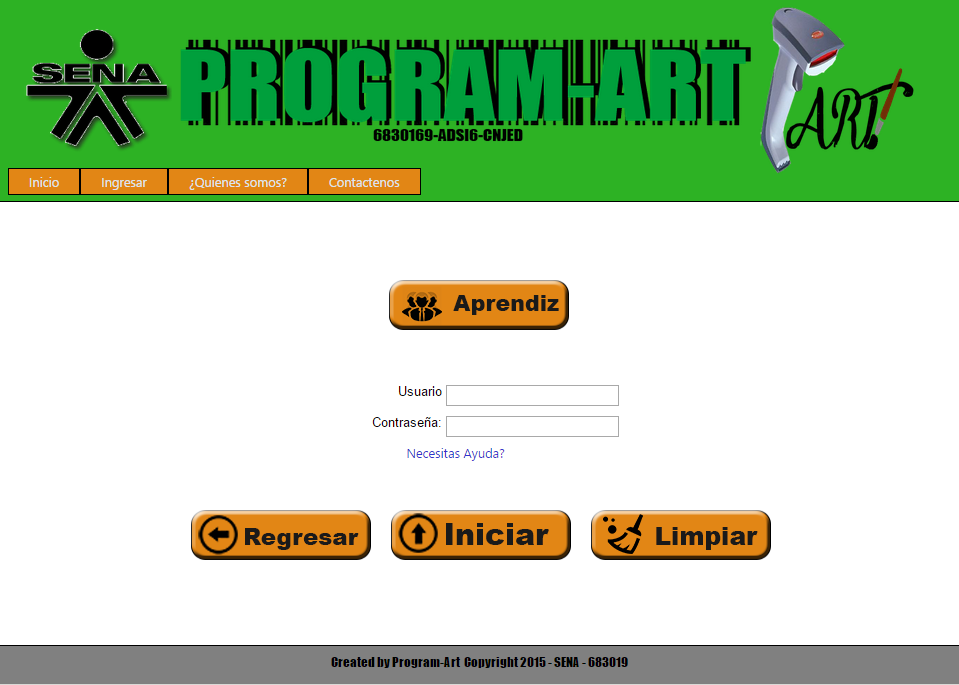 SENA
PROGRAM-ART
6830169-ADSI6-CNJED
ART
Inicio
Ingresar
¿Quienes somos?
Contactenos
Aprendiz
Usuario
Contraseña:
Necesitas Ayuda?
Regresar
Iniciar
Limpiar
Created by Program-Art Copyright 2015 - SENA - 683019